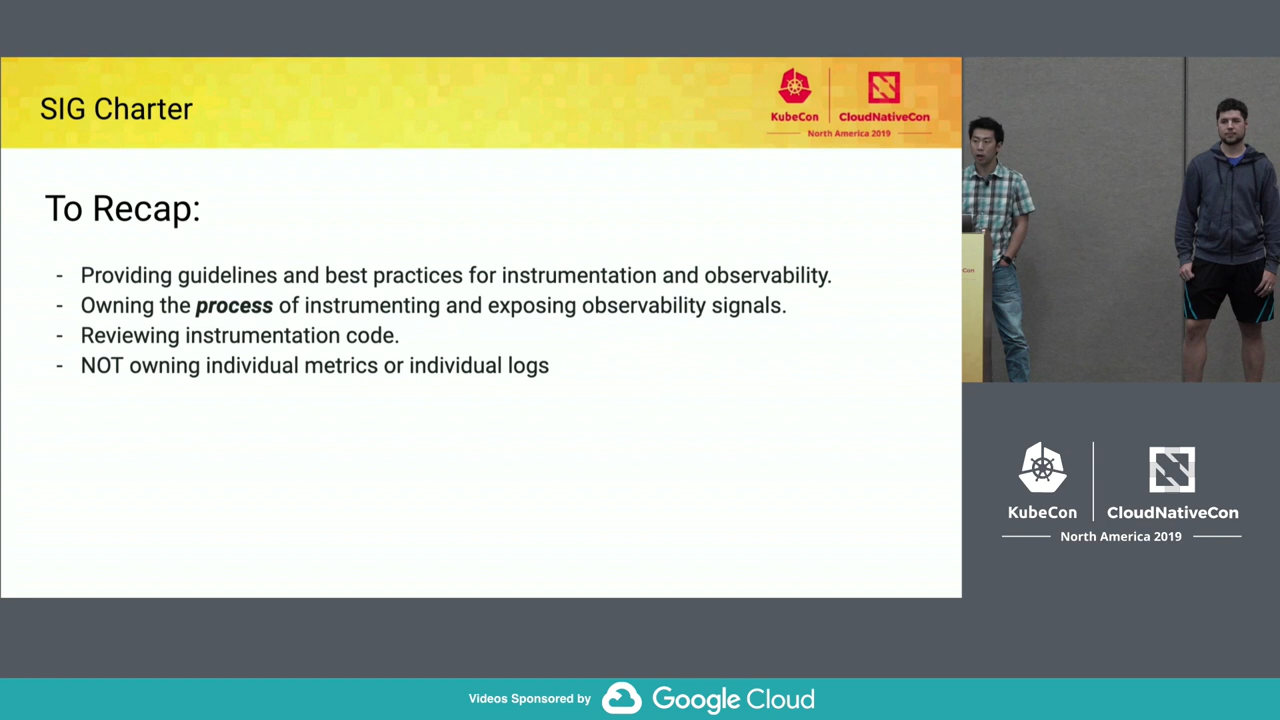 SIG Charter
KubeCon
CloudNativeCon
North America 2019
To Recap:
- Providing guidelines and best practices for instrumentation and observability.
- Owning the process of instrumenting and exposing observability signals.
- Reviewing instrumentation code.
- NOT owning individual metrics or individual logs
Con
KubeCon
CloudNativeCon
North America 2019
Videos Sponsored by Google Cloud